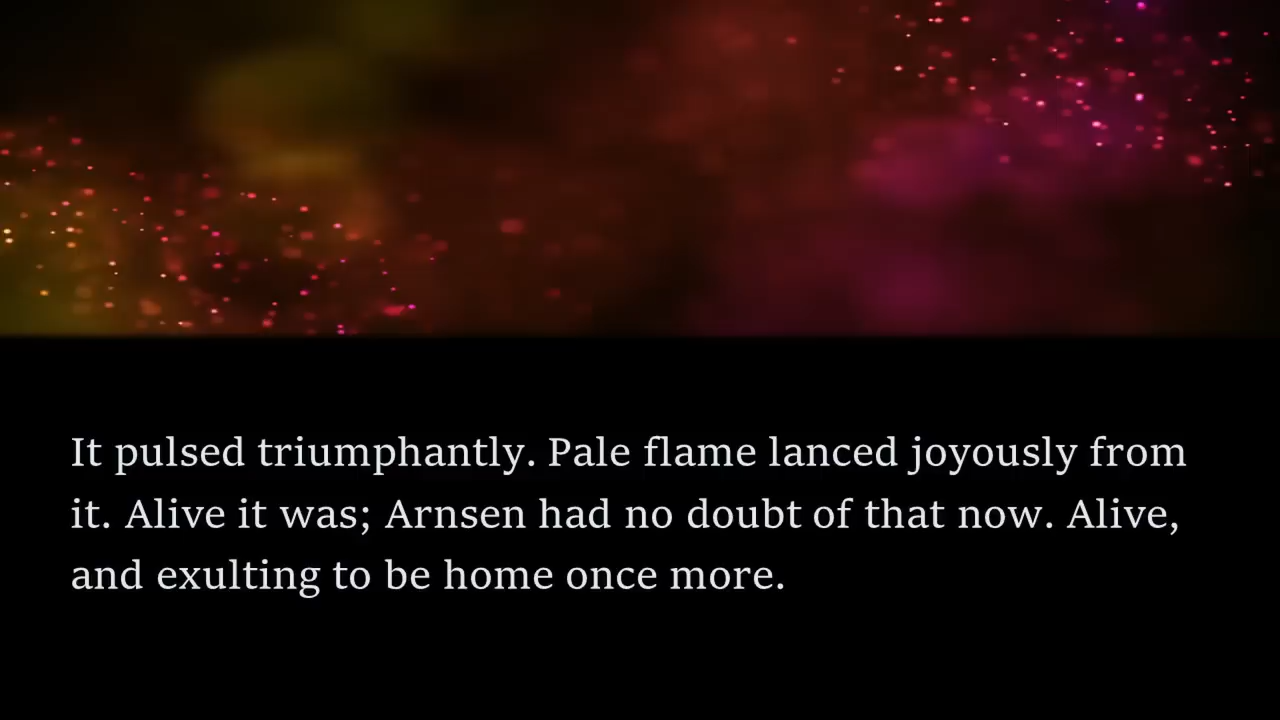 It pulsed triumphantly. Pale flame lanced joyously from
it. Alive it was; Arnsen had no doubt of that now. Alive,
and exulting to be home once more.